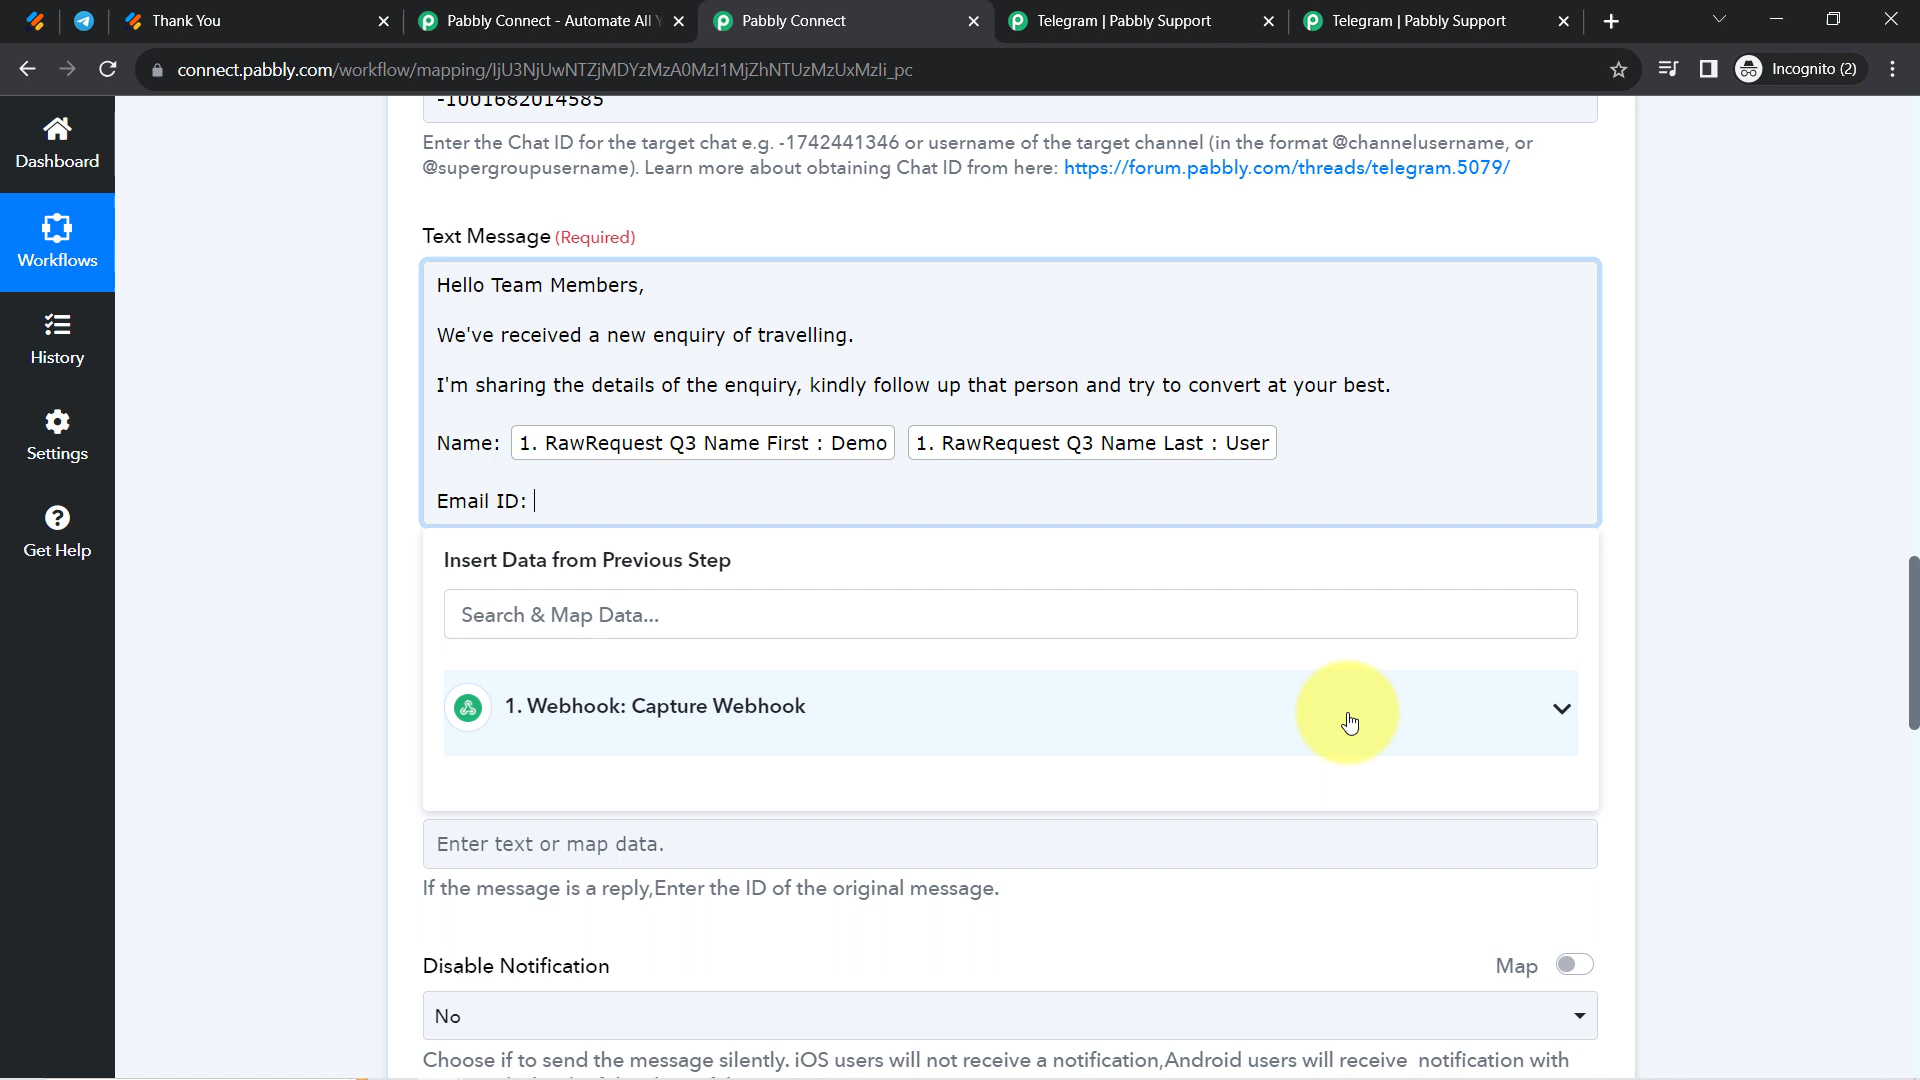 Thank You
Pabbly Connect - Automate All Y
Pabbly Connect
Telegram | Pabbly Support
Telegram | Pabbly Support
connect.pabbly.com/workflow/mapping/IjU3NjUwNTZjMDYzMzA0MzI1MjZhNTUzMzUxMzIi_pc
Incognito (2)
Dashboard
Workflows
History
Settings
Get Help
-1001682014585
Enter the Chat ID for the target chat e.g. -1742441346 or username of the target channel (in the format @channelusername, or
@supergroupusername). Learn more about obtaining Chat ID from here: https://forum.pabbly.com/threads/telegram.5079/
Text Message (Required)
Hello Team Members,
We've received a new enquiry of travelling.
I'm sharing the details of the enquiry, kindly follow up that person and try to convert at your best.
Name: 1. RawRequest Q3 Name First : Demo 1. RawRequest Q3 Name Last : User
Email ID:
Insert Data from Previous Step
Search & Map Data...
1. Webhook: Capture Webhook
Enter text or map data.
If the message is a reply,Enter the ID of the original message.
Disable Notification
Map
No
Choose if to send the message silently. iOS users will not receive a notification,Android users will receive notification with